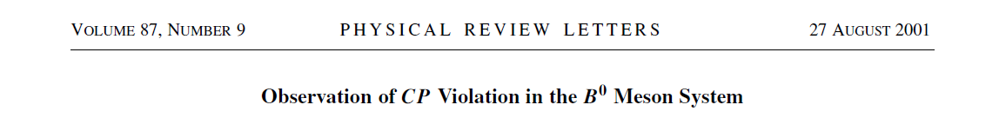 VOLUME 87, NUMBER 9 PHYSICAL REVIEW LETTERS 27 AUGUST 2001
Observation of CP Violation in the B⁰ Meson System